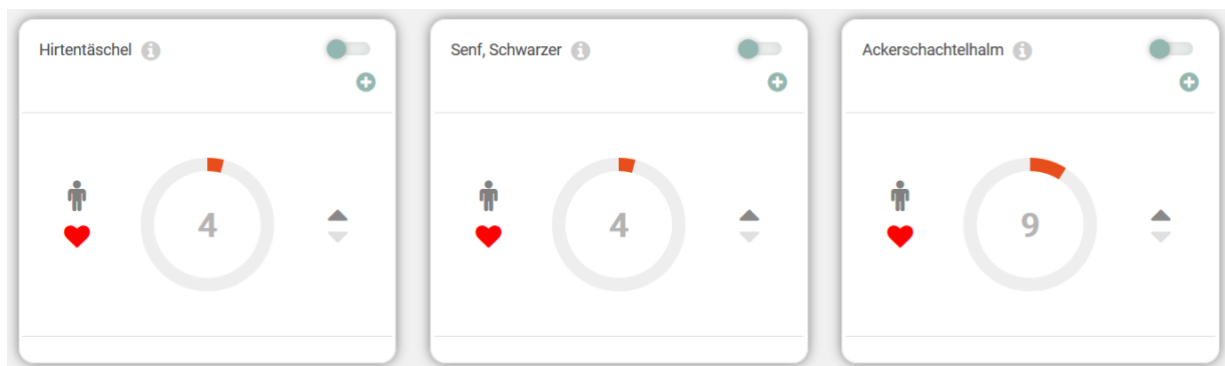 Hirtentäschel
Senf, Schwarzer
Ackerschachtelhalm
4
4
9